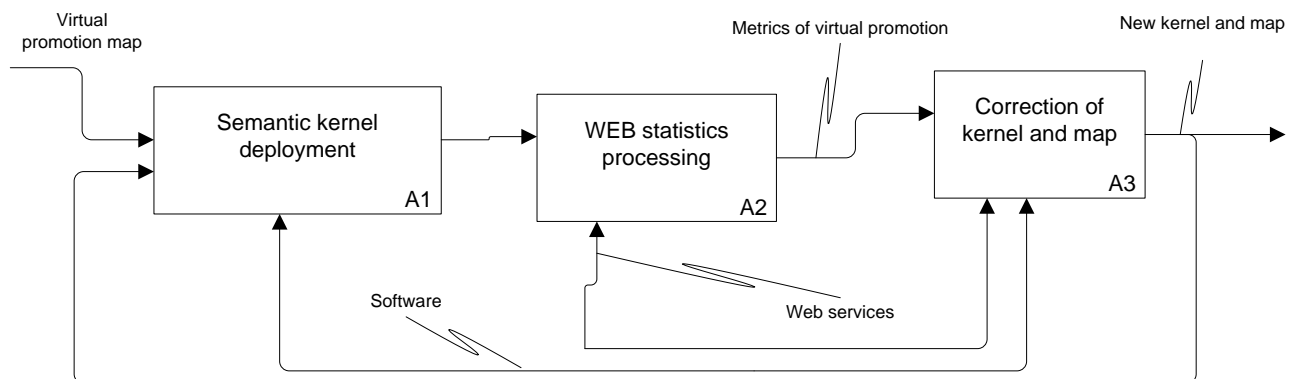 Virtual
promotion map
Semantic kernel
deployment
A1
WEB statistics
processing
A2
Metrics of virtual promotion
Correction of
kernel and map
A3
New kernel and map
Software
Web services